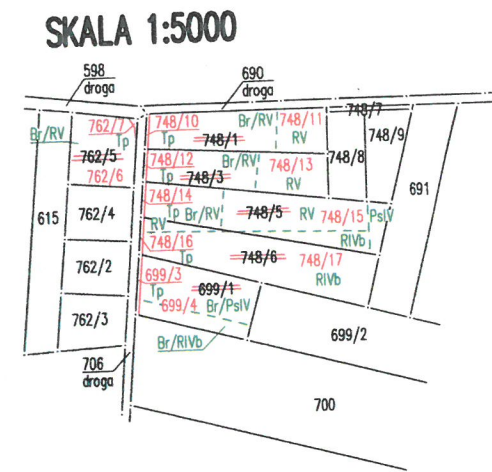 SKALA 1:5000
598
droga
690
droga
748/7
762/7
748/10
Br/RV
748/11
Br/RV
Tp
Tp
748/1
RV
748/9
762/5
748/12
Br/RV
748/13
748/8
762/6
Tp
748/3
RV
691
748/14
615
762/4
Tp
Br/RV
748/5
RV
748/15
PsIV
RV
748/16
RIVb
Tp
748/6
748/17
762/2
699/3
RIVb
Tp
699/1
699/4
Br/PsIV
762/3
Br/RIVb
699/2
706
droga
700